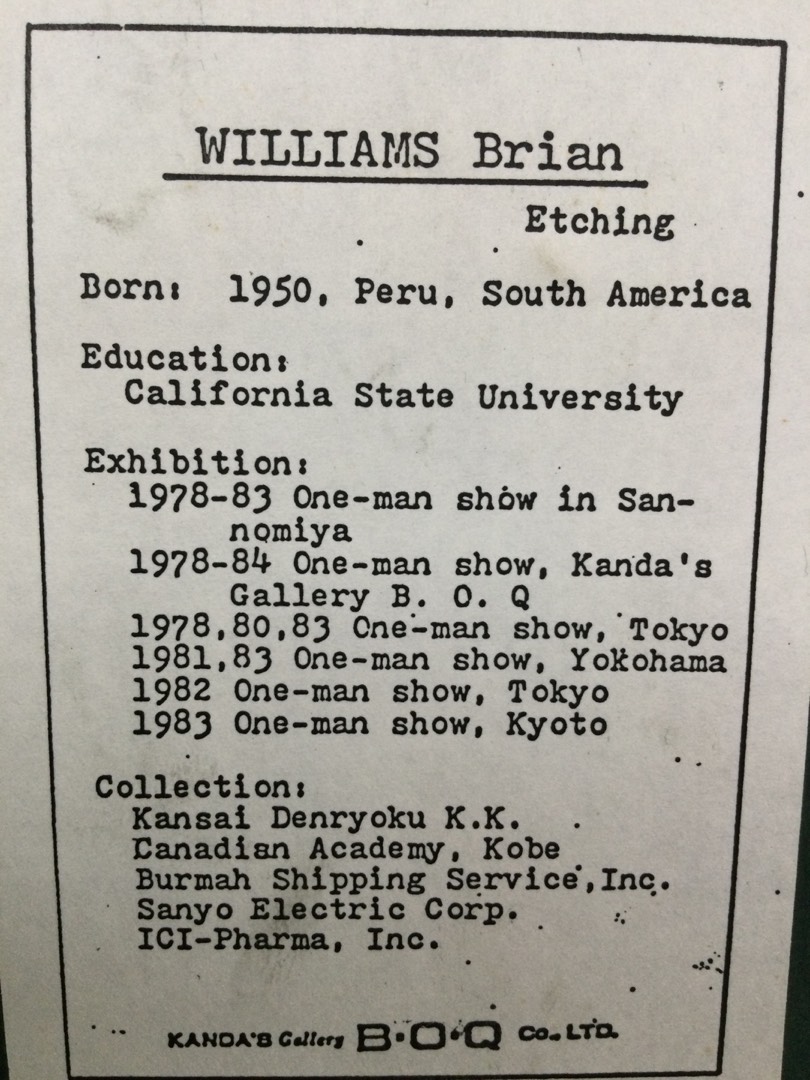 WILLIAMS Brian
Etching
Born: 1950, Peru, South America
Education:
California State University
Exhibition:
1978-83 One-man show in San-
nomiya
1978-84 One-man show, Kanda's
Gallery B. O. Q
1978,80,83 One-man show, Tokyo
1981,83 One-man show, Yokohama
1982 One-man show, Tokyo
1983 One-man show, Kyoto
Collection:
Kansai Denryoku K.K.
Canadian Academy, Kobe
Burmah Shipping Service,Inc.
Sanyo Electric Corp.
ICI-Pharma, Inc.
KANDA'S Gallery B·O·Q CO.,LTD.